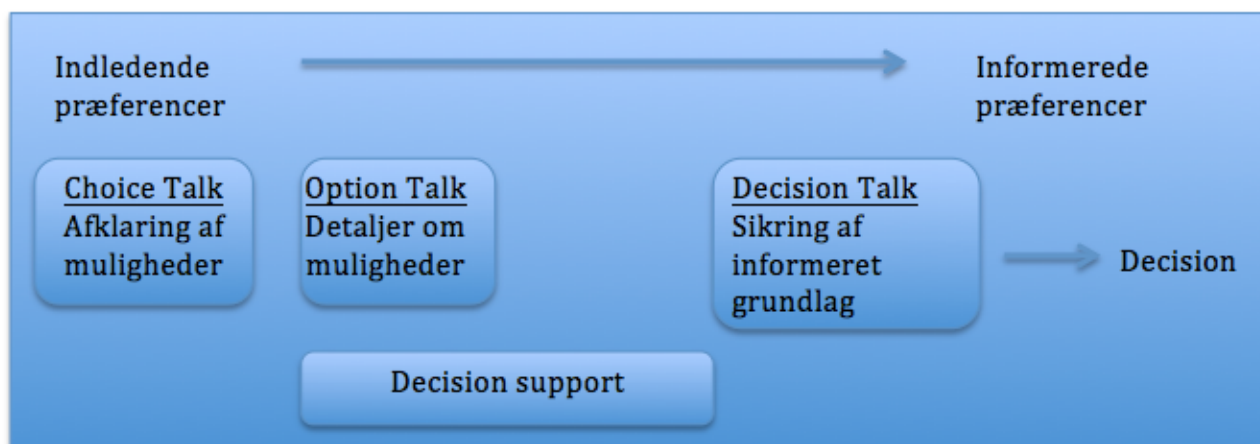 Indledende
præferencer
Informerede
præferencer
Choice Talk
Afklaring af
muligheder
Option Talk
Detaljer om
muligheder
Decision Talk
Sikring af
informeret
grundlag
Decision
Decision support